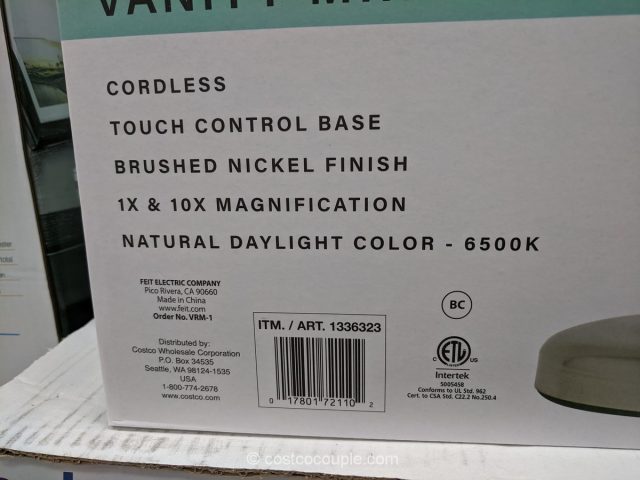 VANITY
CORDLESS
TOUCH CONTROL BASE
BRUSHED NICKEL FINISH
1X & 10X MAGNIFICATION
NATURAL DAYLIGHT COLOR - 6500K
FEIT ELECTRIC COMPANY
Pico Rivera, CA 90660
Made in China
www.feit.com
Order No. VRM-1
Distributed by:
Costco Wholesale Corporation
P.O. Box 34535
Seattle, WA 98124-1535
USA
1-800-774-2678
www.costco.com
ITM. / ART. 1336323
0 17801 72110 2
BC
C ETL US
Intertek
5005458
Conforms to UL Std. 962
Cert. to CSA Std. C22.2 No.250.4
© costcocouple.com